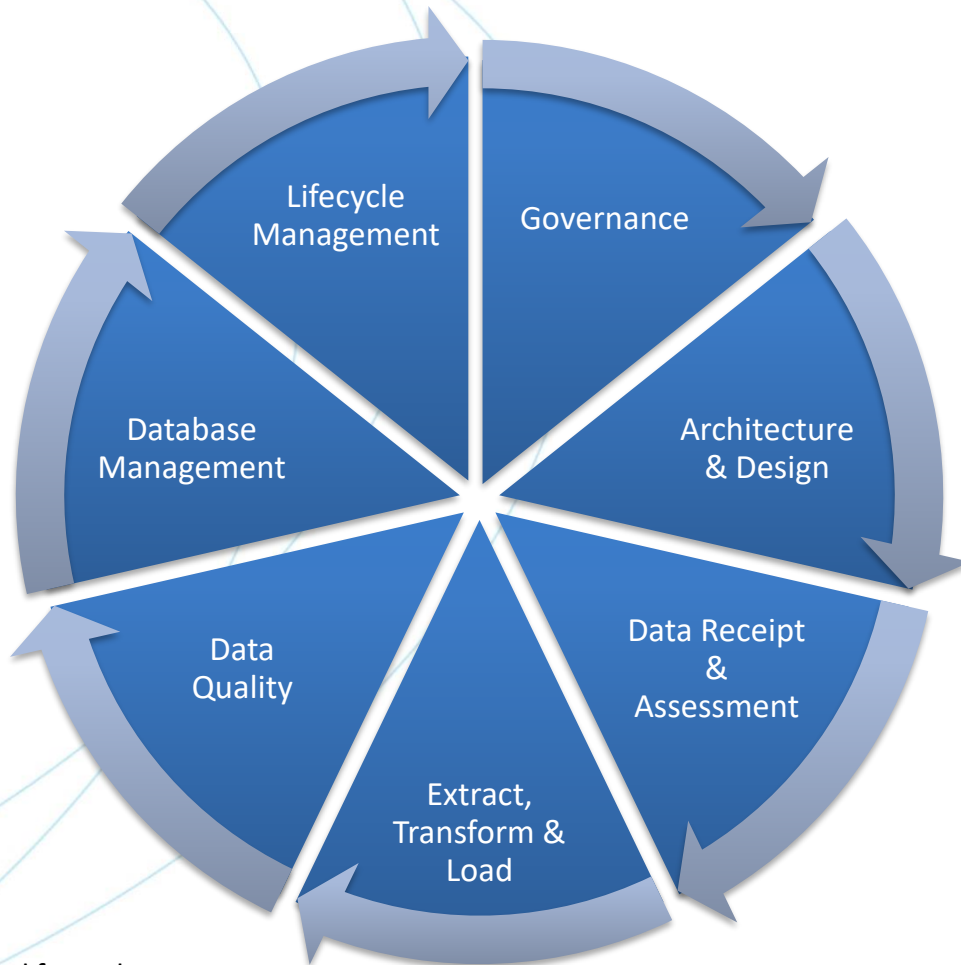 Lifecycle
Management
Governance
Architecture
& Design
Data Receipt
&
Assessment
Extract,
Transform &
Load
Data
Quality
Database
Management